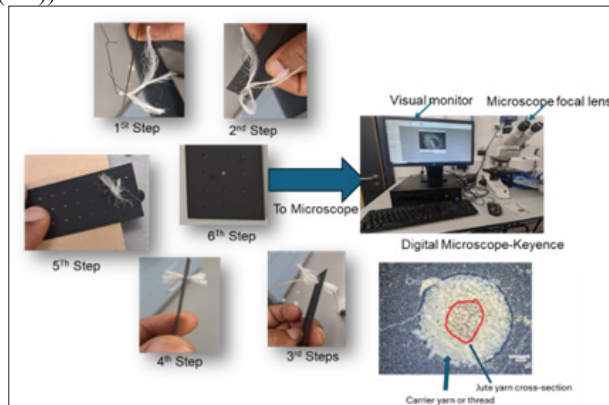 1St Step
2nd Step
Visual monitor
Microscope focal lens
To Microscope
6Th Step
5Th Step
Digital Microscope-Keyence
4th Step
3rd Steps
Jute yarn cross-section
Carrier yarn or thread